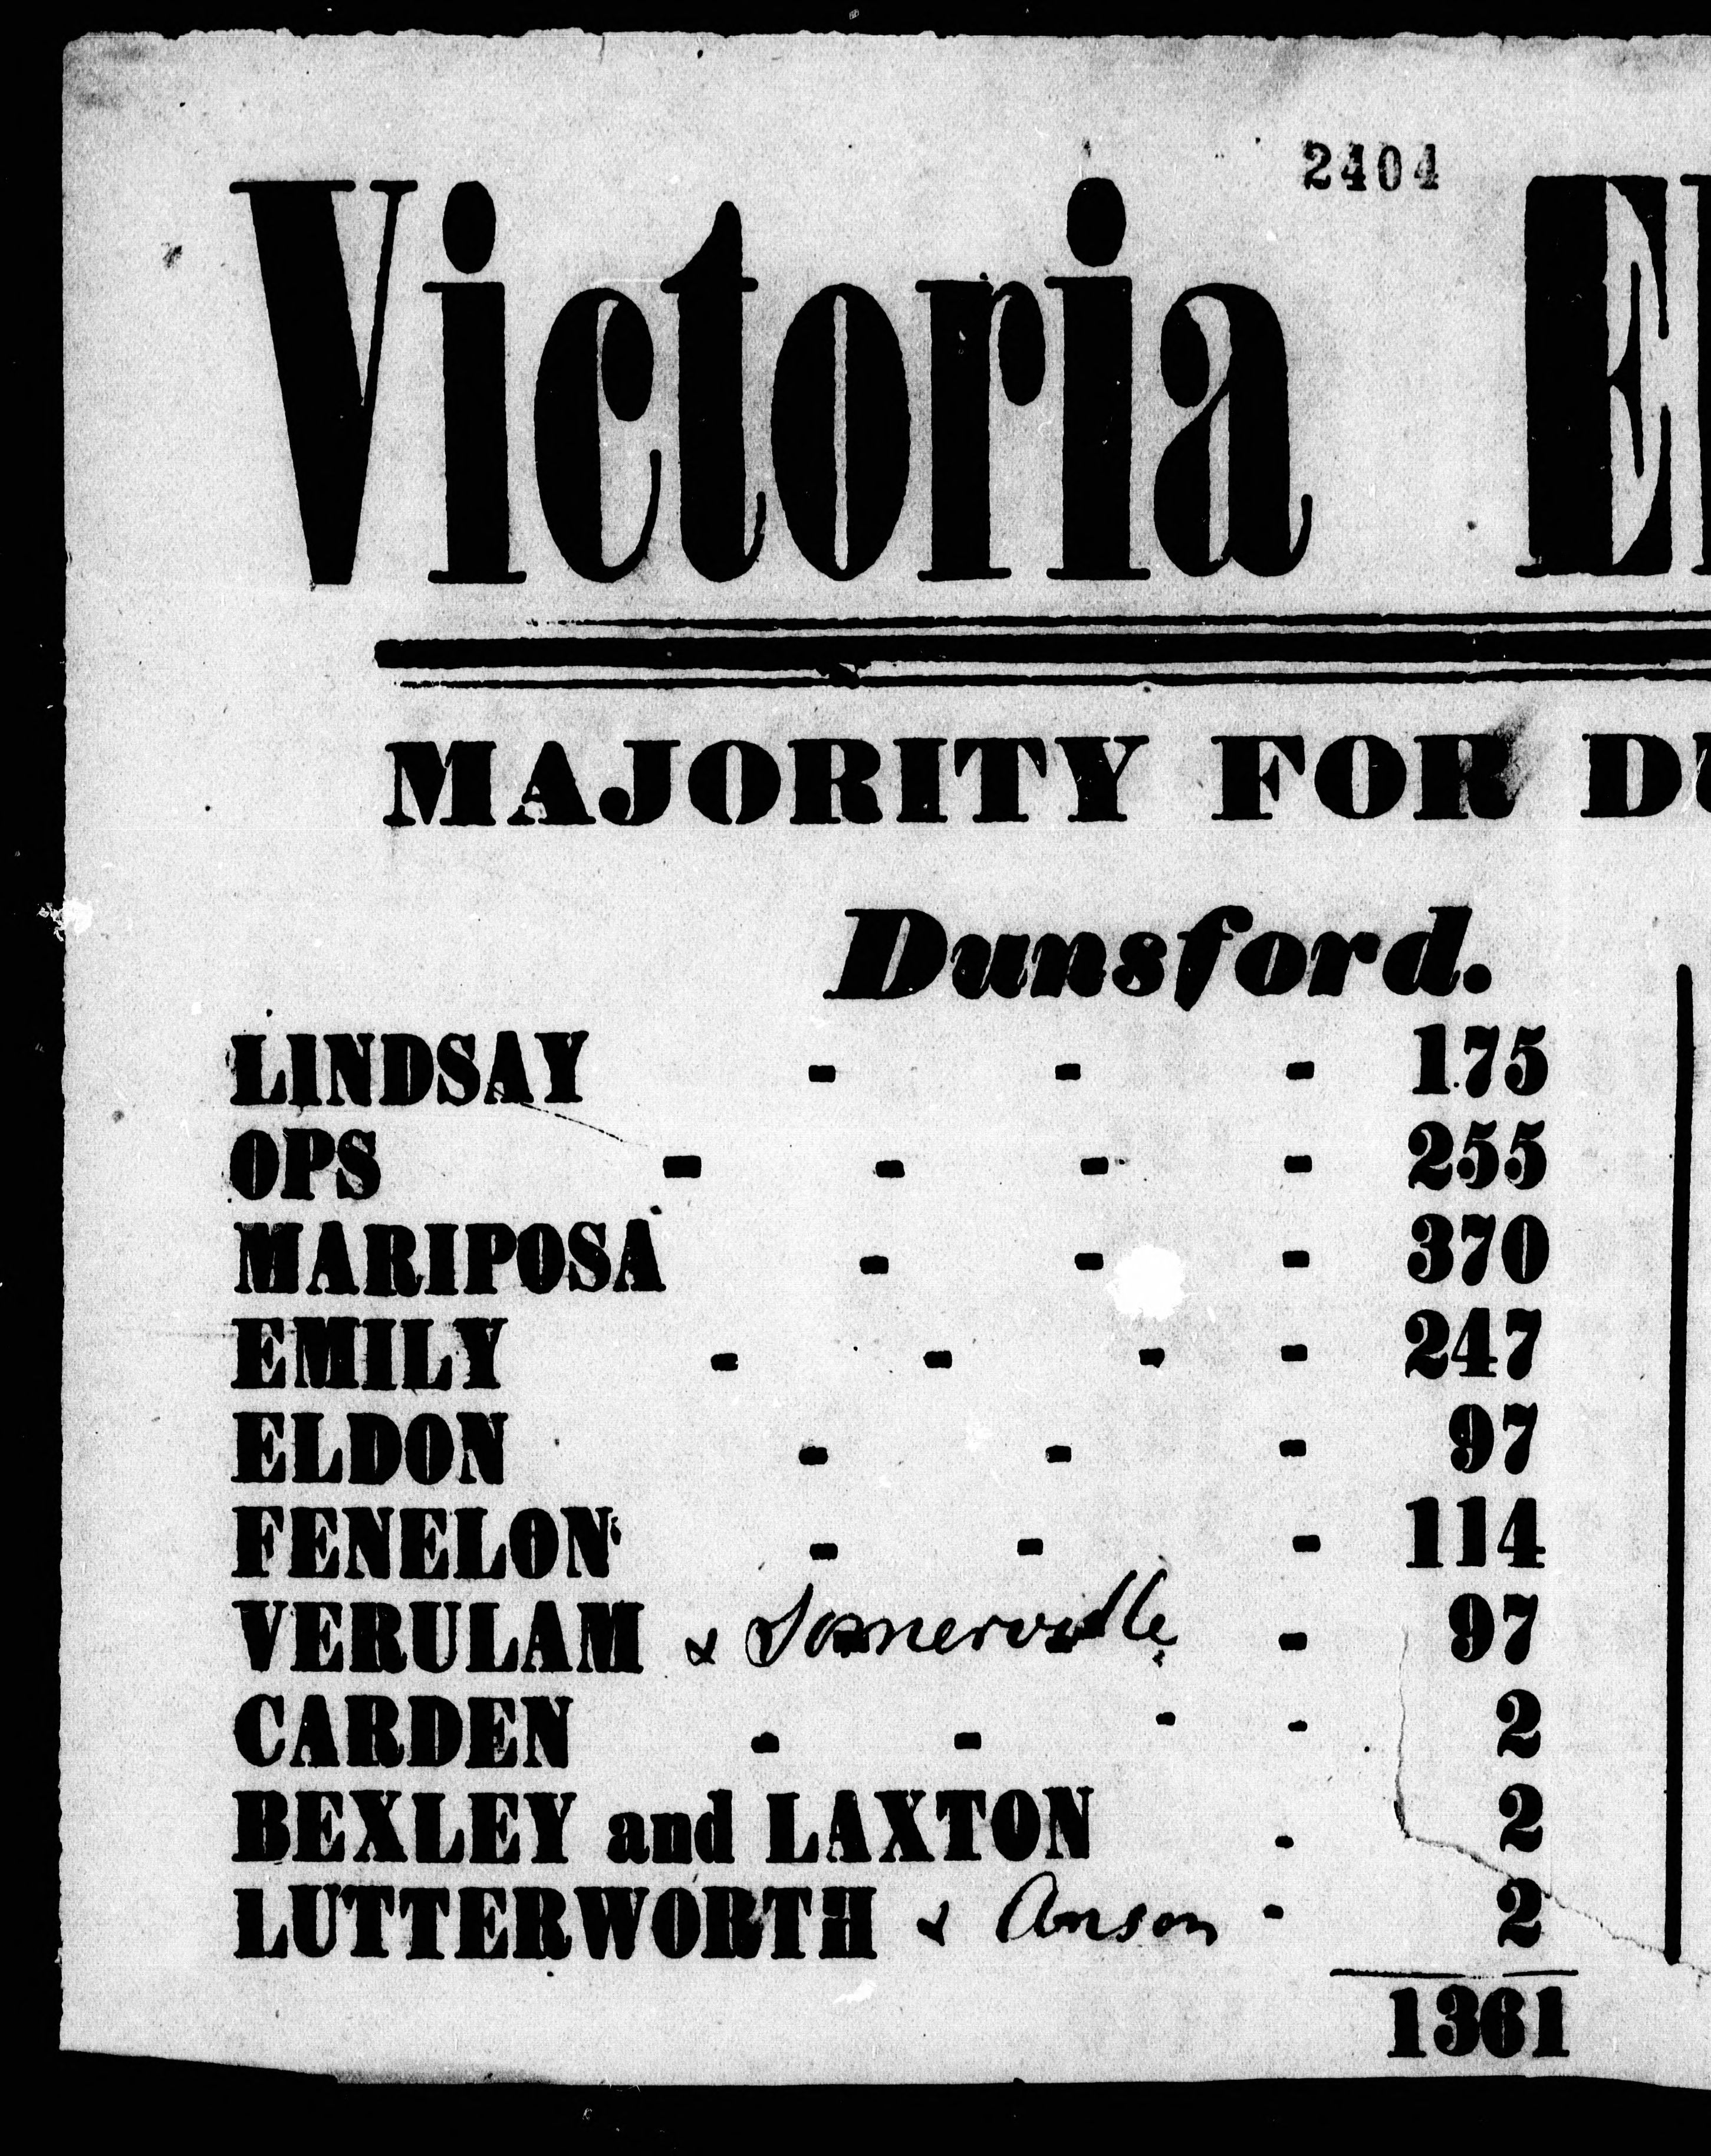 2404
Victoria El
MAJORITY FOR DU
Dunsford.
LINDSAY - - - 175
OPS - - - - 255
MARIPOSA - - - 370
EMILY - - - - 247
ELDON - - - 97
FENELON - - - 114
VERULAM & Somerville - 97
CARDEN - - - - 2
BEXLEY and LAXTON - 2
LUTTERWORTH & Anson - 2
1361